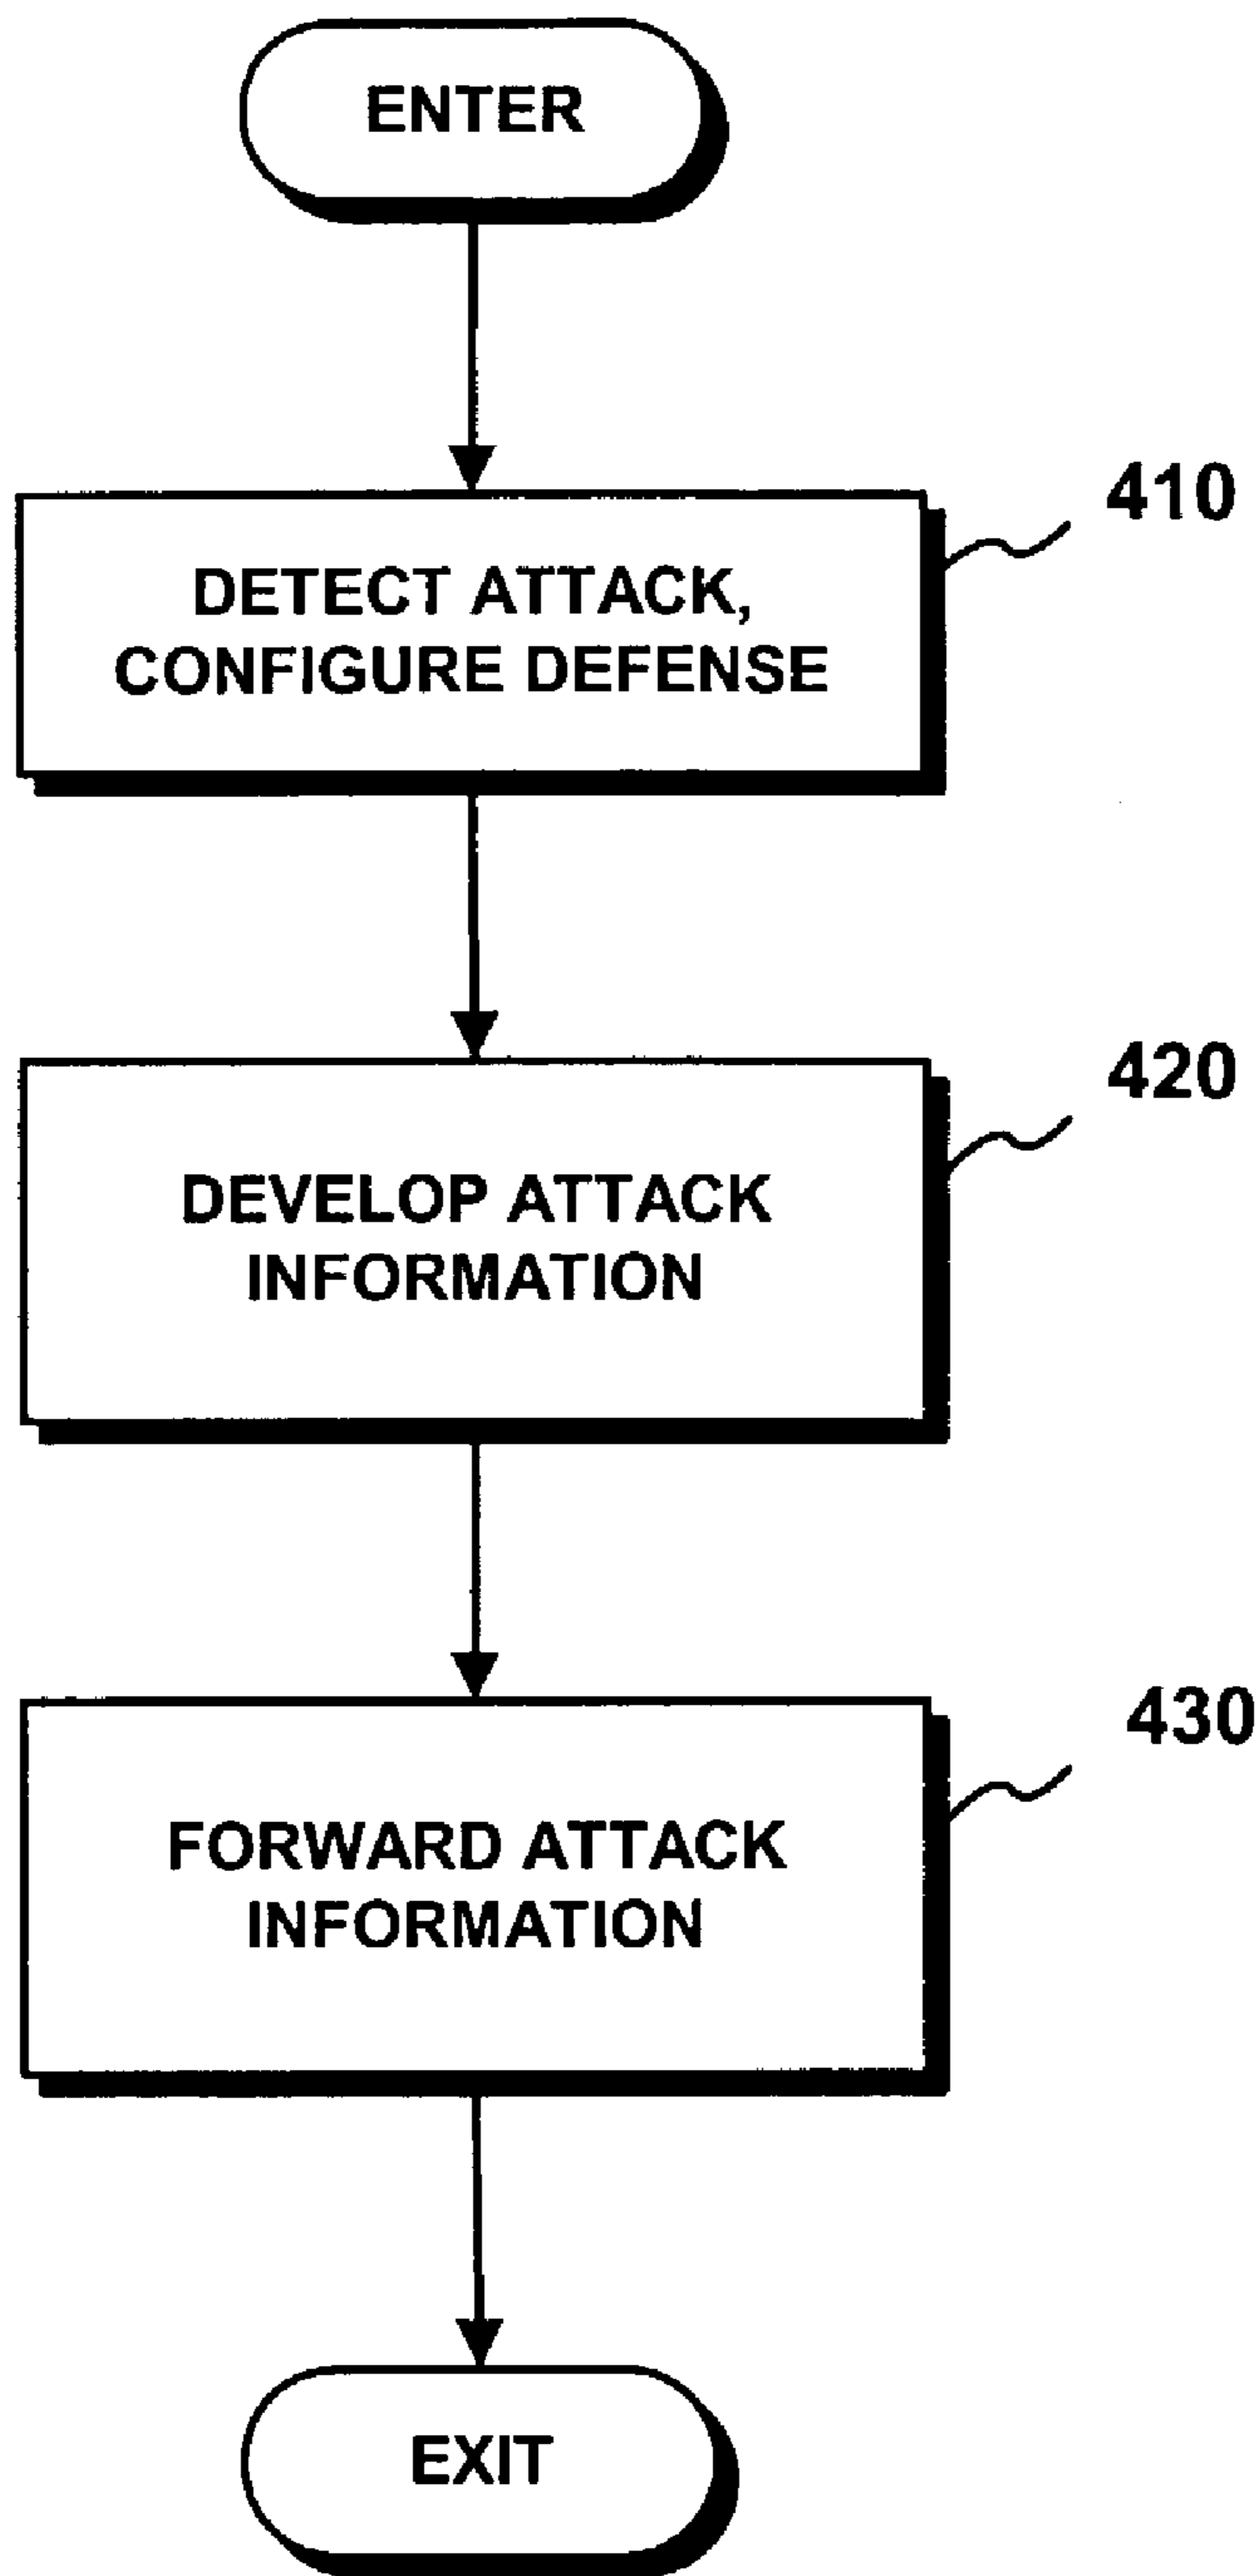 ENTER
410
DETECT ATTACK,
CONFIGURE DEFENSE
420
DEVELOP ATTACK
INFORMATION
430
FORWARD ATTACK
INFORMATION
EXIT